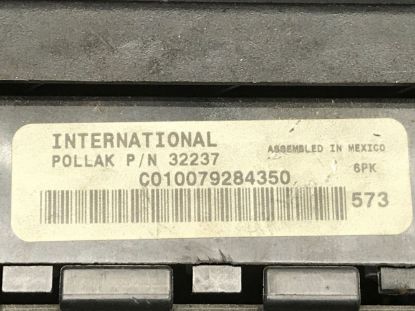 INTERNATIONAL
POLLAK P/N 32237
ASSEMBLED IN MEXICO
C010079284350
6PK
573